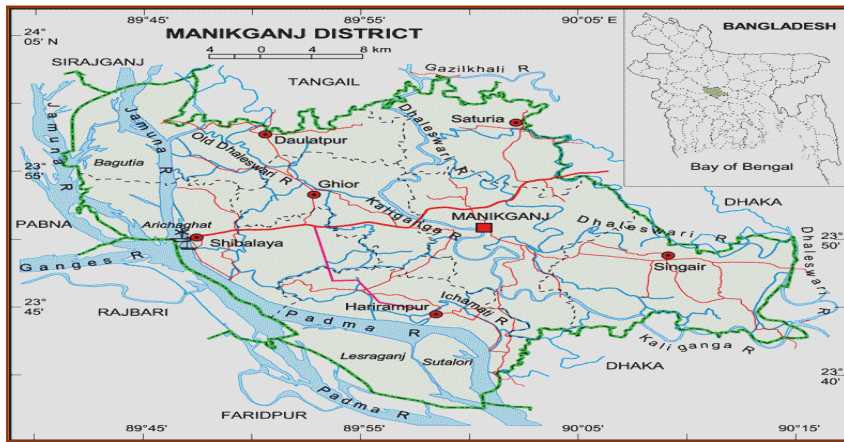 89°45'
89°55'
90°05' E
24°
05' N
MANIKGANJ DISTRICT
4 0 4 8 km
BANGLADESH
Bay of Bengal
SIRAJGANJ
TANGAIL
Gazilkhali R
Jamuna R
Jamuna R
Dhaleswari R
Saturia
Daulatpur
Old Dhaleswari R
Bagutia
23°
55'
Ghior
Kaliganga R
MANIKGANJ
DHAKA
PABNA
Arichaghat
Shibalaya
Dhaleswari R
Dhaleswari R
23°
50'
Singair
Ganges R
RAJBARI
23°
45'
Harirampur
Ichamati R
Padma R
Kaliganga R
Lesraganj
Sutalori
DHAKA
23°
40'
Padma R
FARIDPUR
89°45'
89°55'
90°05'
90°15'